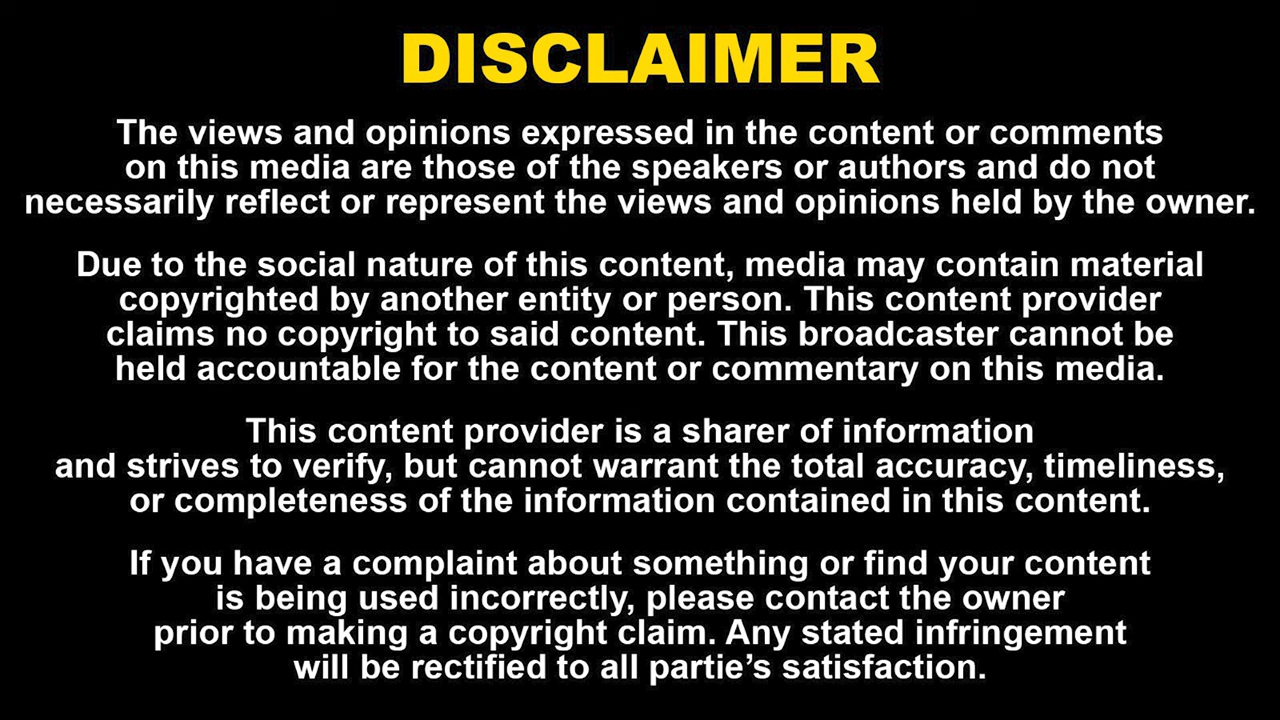 DISCLAIMER
The views and opinions expressed in the content or comments
on this media are those of the speakers or authors and do not
necessarily reflect or represent the views and opinions held by the owner.
Due to the social nature of this content, media may contain material
copyrighted by another entity or person. This content provider
claims no copyright to said content. This broadcaster cannot be
held accountable for the content or commentary on this media.
This content provider is a sharer of information
and strives to verify, but cannot warrant the total accuracy, timeliness,
or completeness of the information contained in this content.
If you have a complaint about something or find your content
is being used incorrectly, please contact the owner
prior to making a copyright claim. Any stated infringement
will be rectified to all partie’s satisfaction.